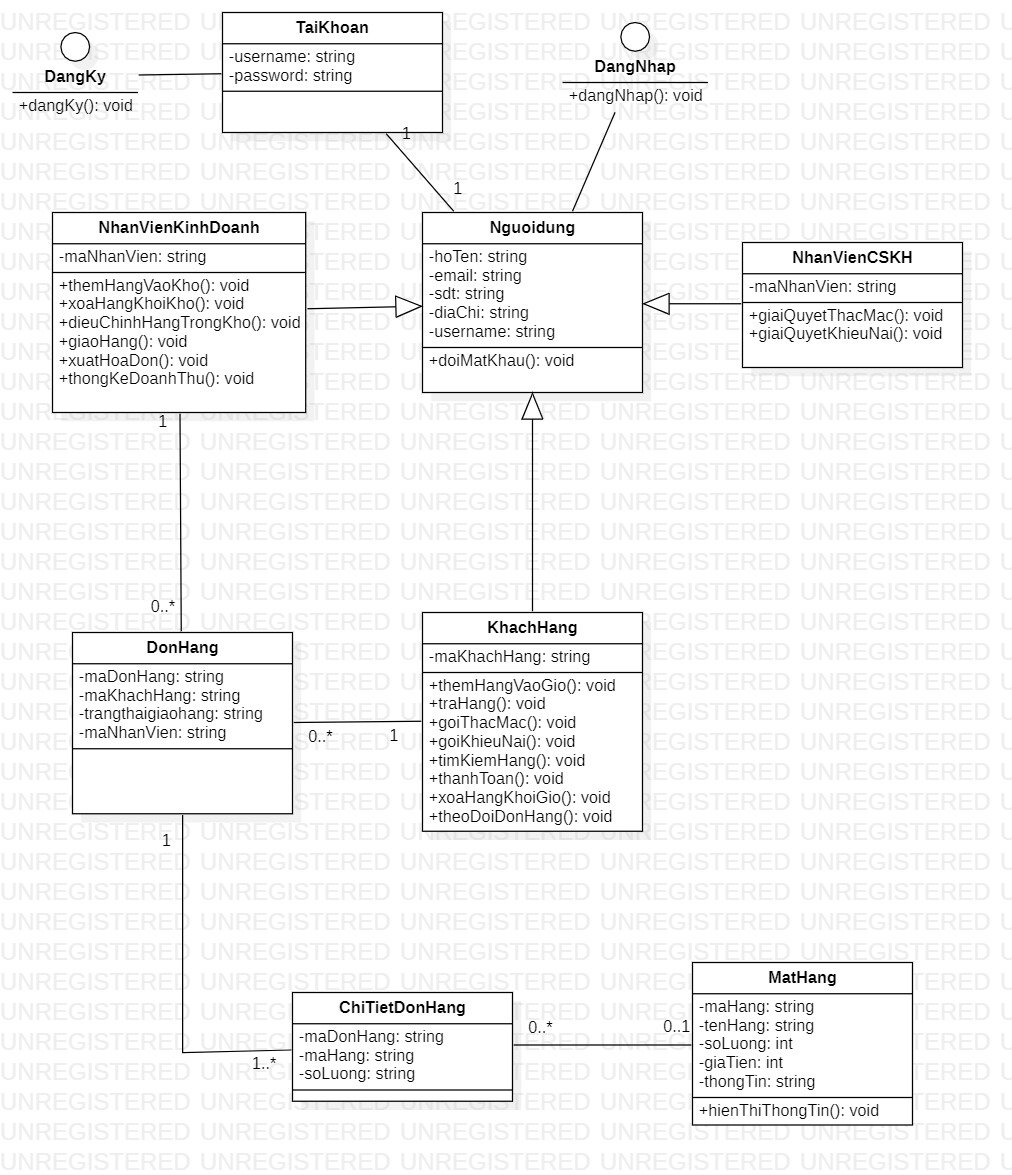 TaiKhoan
-username: string
-password: string
DangKy
+dangKy(): void
DangNhap
+dangNhap(): void
1
1
NhanVienKinhDoanh
-maNhanVien: string
+themHangVaoKho(): void
+xoaHangKhoiKho(): void
+dieuChinhHangTrongKho(): void
+giaoHang(): void
+xuatHoaDon(): void
+thongKeDoanhThu(): void
Nguoidung
-hoTen: string
-email: string
-sdt: string
-diaChi: string
-username: string
+doiMatKhau(): void
NhanVienCSKH
-maNhanVien: string
+giaiQuyetThacMac(): void
+giaiQuyetKhieuNai(): void
1
0..*
DonHang
-maDonHang: string
-maKhachHang: string
-trangthaigiaohang: string
-maNhanVien: string
0..*
1
KhachHang
-maKhachHang: string
+themHangVaoGio(): void
+traHang(): void
+goiThacMac(): void
+goiKhieuNai(): void
+timKiemHang(): void
+thanhToan(): void
+xoaHangKhoiGio(): void
+theoDoiDonHang(): void
1
1..*
ChiTietDonHang
-maDonHang: string
-maHang: string
-soLuong: string
0..*
0..1
MatHang
-maHang: string
-tenHang: string
-soLuong: int
-giaTien: int
-thongTin: string
+hienThiThongTin(): void
UNREGISTERED